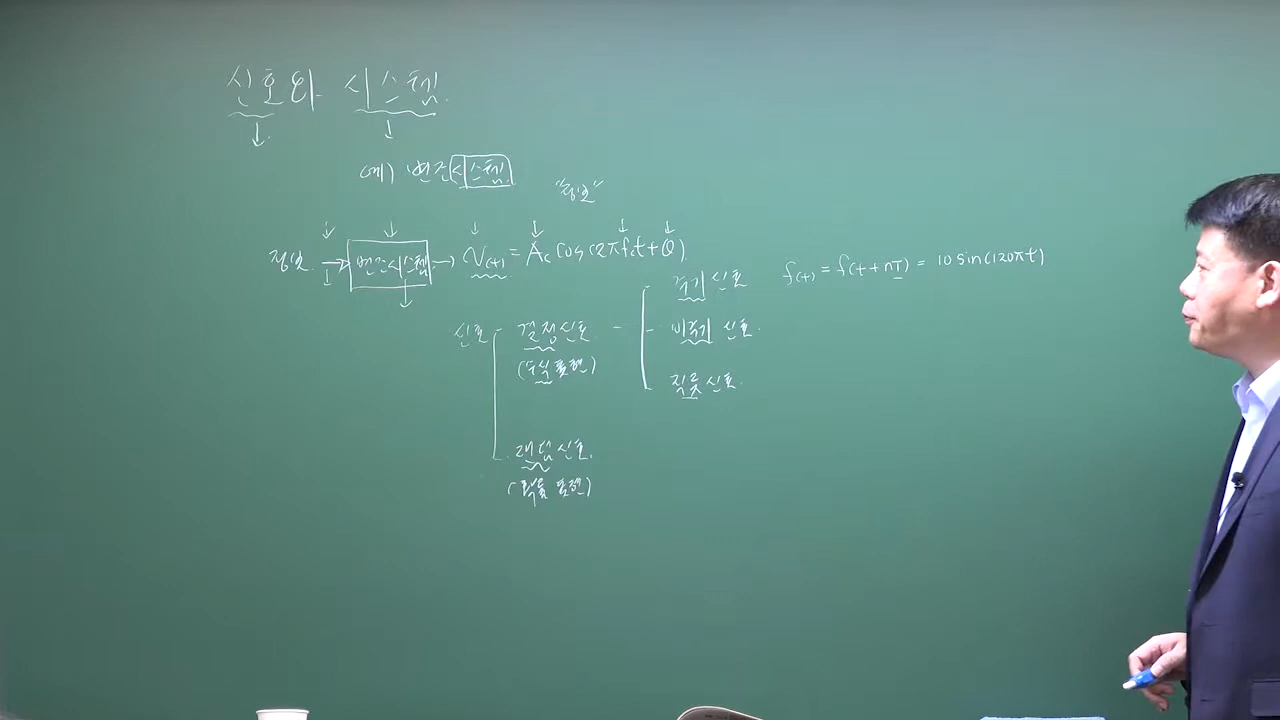 신호와 시스템
예) 변조시스템
"정보"
정보 → 변조시스템 → v(t) = Ac cos(2πfct + θ)
주기 신호 f(t) = f(t + nT) = 10 sin(120πt)
신호 결정신호 - 비주기 신호
(수식 표현)
직류 신호
랜덤 신호
(확률 표현)